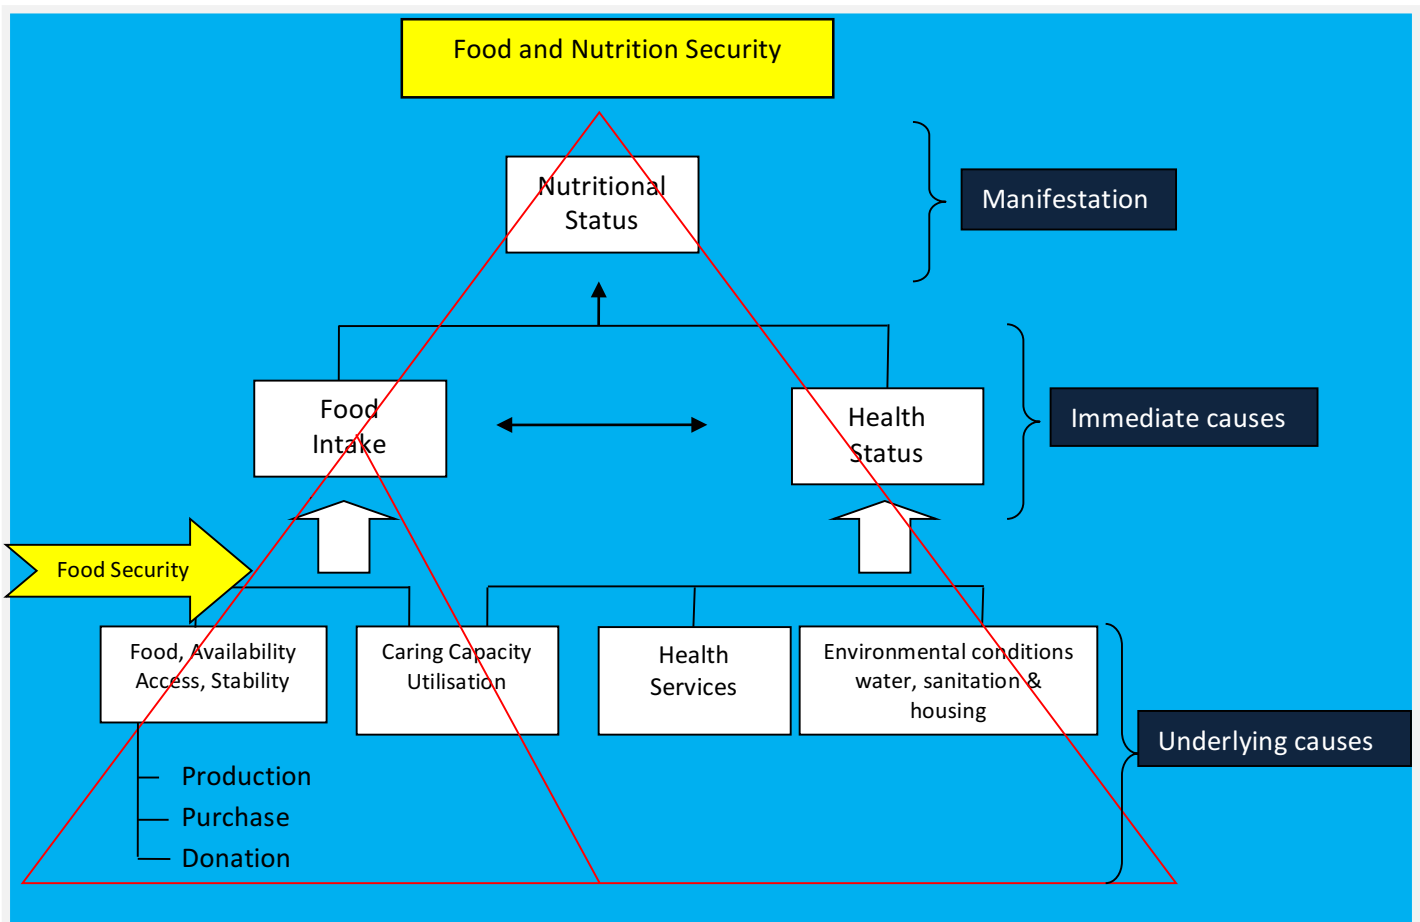 Food and Nutrition Security
Nutritional
Status
Manifestation
Food
Intake
Health
Status
Immediate causes
Food Security
Food, Availability
Access, Stability
Caring Capacity
Utilisation
Health
Services
Environmental conditions
water, sanitation &
housing
Underlying causes
Production
Purchase
Donation